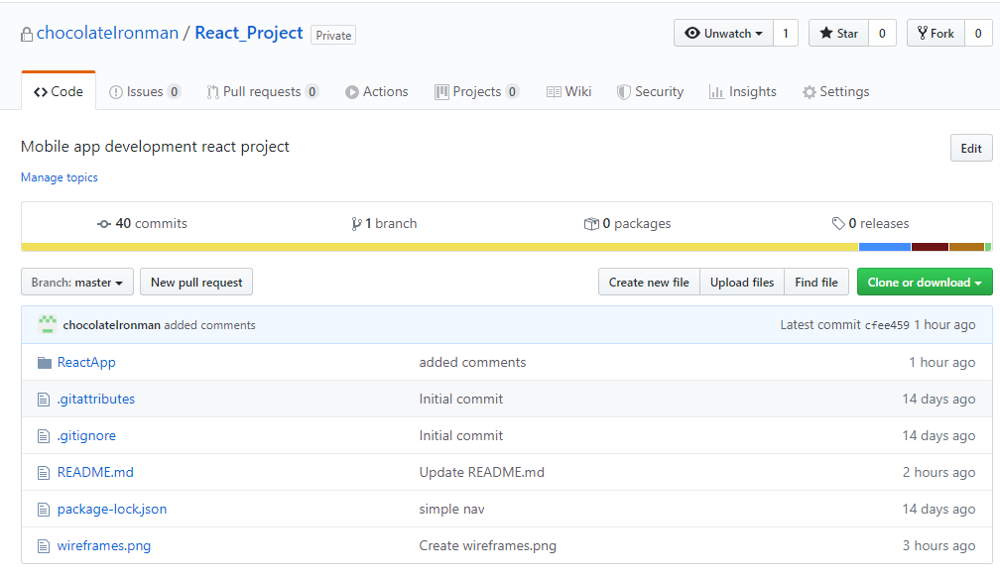 chocolateIronman / React_Project Private Unwatch 1 Star 0 Fork 0
Code Issues 0 Pull requests 0 Actions Projects 0 Wiki Security Insights Settings
Mobile app development react project Edit
Manage topics
40 commits 1 branch 0 packages 0 releases
Branch: master New pull request Create new file Upload files Find file Clone or download
chocolateIronman added comments Latest commit cfee459 1 hour ago
ReactApp added comments 1 hour ago
.gitattributes Initial commit 14 days ago
.gitignore Initial commit 14 days ago
README.md Update README.md 2 hours ago
package-lock.json simple nav 14 days ago
wireframes.png Create wireframes.png 3 hours ago